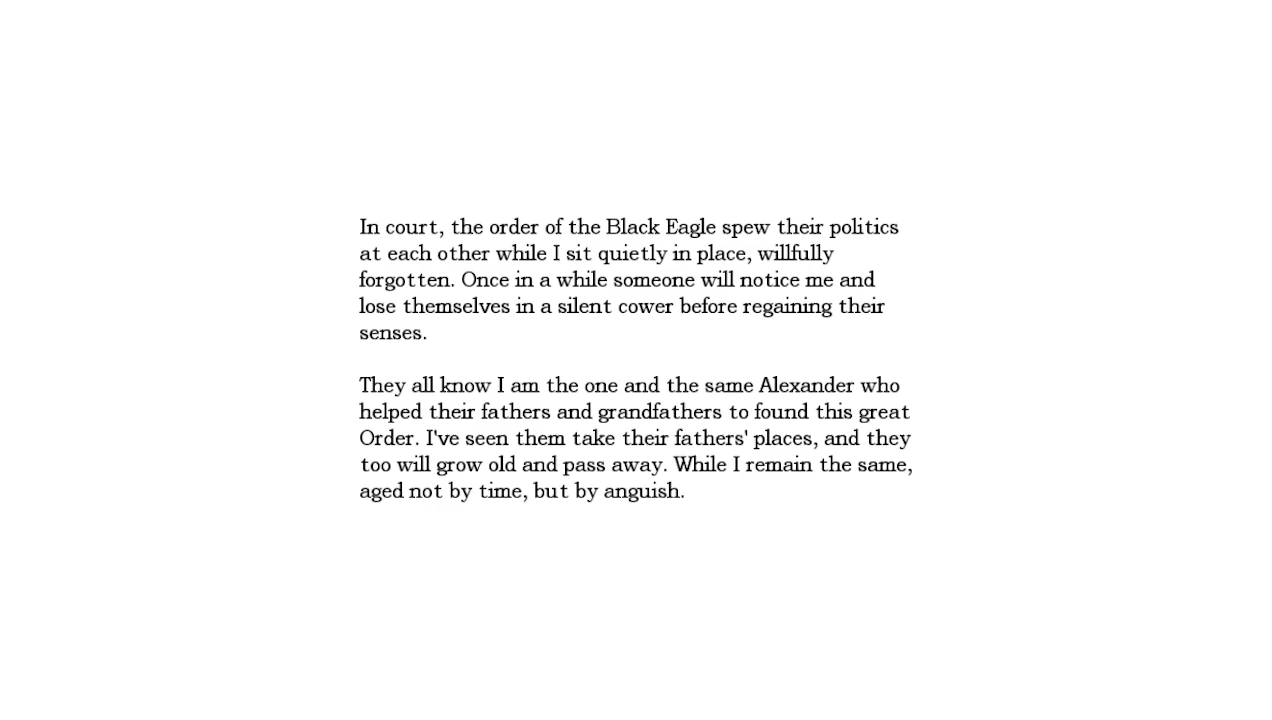 In court, the order of the Black Eagle spew their politics
at each other while I sit quietly in place, willfully
forgotten. Once in a while someone will notice me and
lose themselves in a silent cower before regaining their
senses.
They all know I am the one and the same Alexander who
helped their fathers and grandfathers to found this great
Order. I've seen them take their fathers' places, and they
too will grow old and pass away. While I remain the same,
aged not by time, but by anguish.